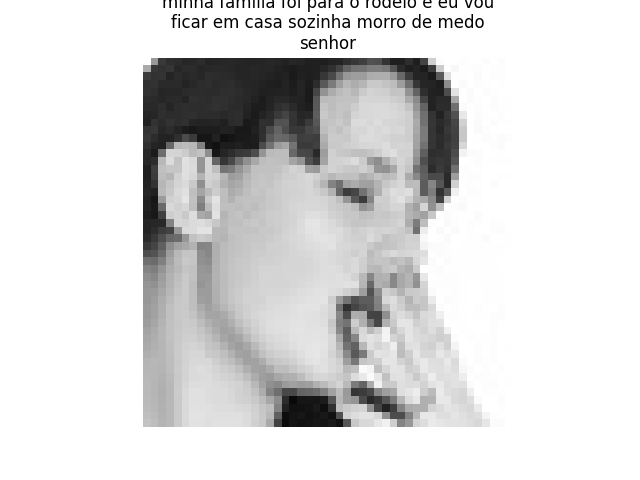 minha familia foi para o rodeio e eu vou
ficar em casa sozinha morro de medo
senhor